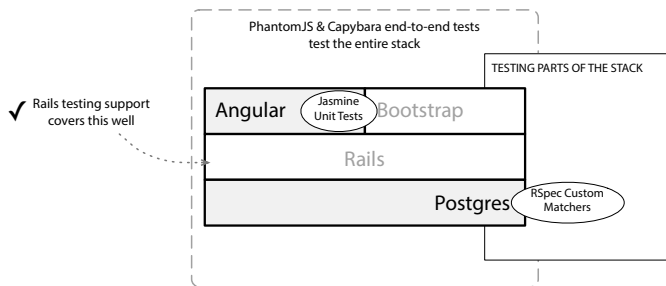 PhantomJS & Capybara end-to-end tests
test the entire stack
TESTING PARTS OF THE STACK
✓ Rails testing support
covers this well
Angular
Jasmine
Unit Tests
Bootstrap
Rails
Postgres
RSpec Custom
Matchers